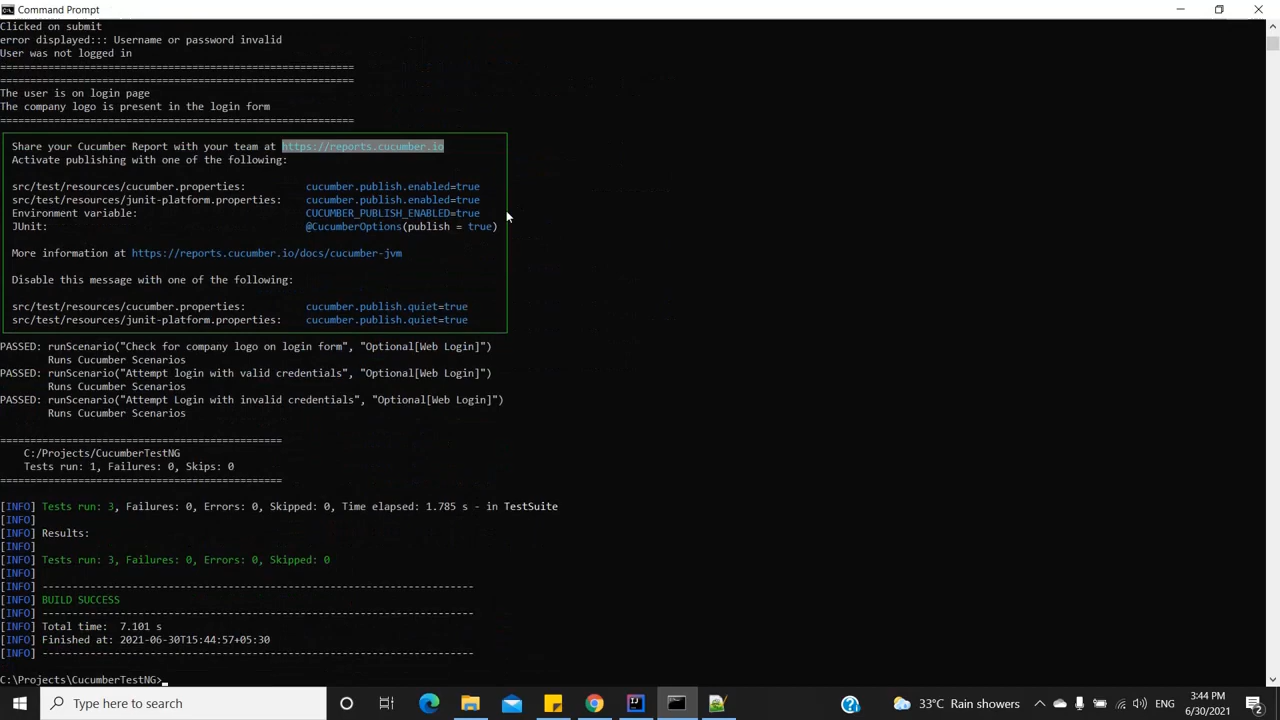 Command Prompt
Clicked on submit
error displayed::: Username or password invalid
User was not logged in
======================================================
======================================================
The user is on login page
The company logo is present in the login form
======================================================
Share your Cucumber Report with your team at https://reports.cucumber.io
Activate publishing with one of the following:
src/test/resources/cucumber.properties: cucumber.publish.enabled=true
src/test/resources/junit-platform.properties: cucumber.publish.enabled=true
Environment variable: CUCUMBER_PUBLISH_ENABLED=true
JUnit: @CucumberOptions(publish = true)
More information at https://reports.cucumber.io/docs/cucumber-jvm
Disable this message with one of the following:
src/test/resources/cucumber.properties: cucumber.publish.quiet=true
src/test/resources/junit-platform.properties: cucumber.publish.quiet=true
PASSED: runScenario("Check for company logo on login form", "Optional[Web Login]")
Runs Cucumber Scenarios
PASSED: runScenario("Attempt login with valid credentials", "Optional[Web Login]")
Runs Cucumber Scenarios
PASSED: runScenario("Attempt Login with invalid credentials", "Optional[Web Login]")
Runs Cucumber Scenarios
===============================================
C:/Projects/CucumberTestNG
Tests run: 1, Failures: 0, Skips: 0
===============================================
[INFO] Tests run: 3, Failures: 0, Errors: 0, Skipped: 0, Time elapsed: 1.785 s - in TestSuite
[INFO]
[INFO] Results:
[INFO]
[INFO] Tests run: 3, Failures: 0, Errors: 0, Skipped: 0
[INFO]
[INFO] ------------------------------------------------------------------------
[INFO] BUILD SUCCESS
[INFO] ------------------------------------------------------------------------
[INFO] Total time: 7.101 s
[INFO] Finished at: 2021-06-30T15:44:57+05:30
[INFO] ------------------------------------------------------------------------
C:\Projects\CucumberTestNG>
Type here to search
33°C Rain showers
ENG
3:44 PM
6/30/2021
2